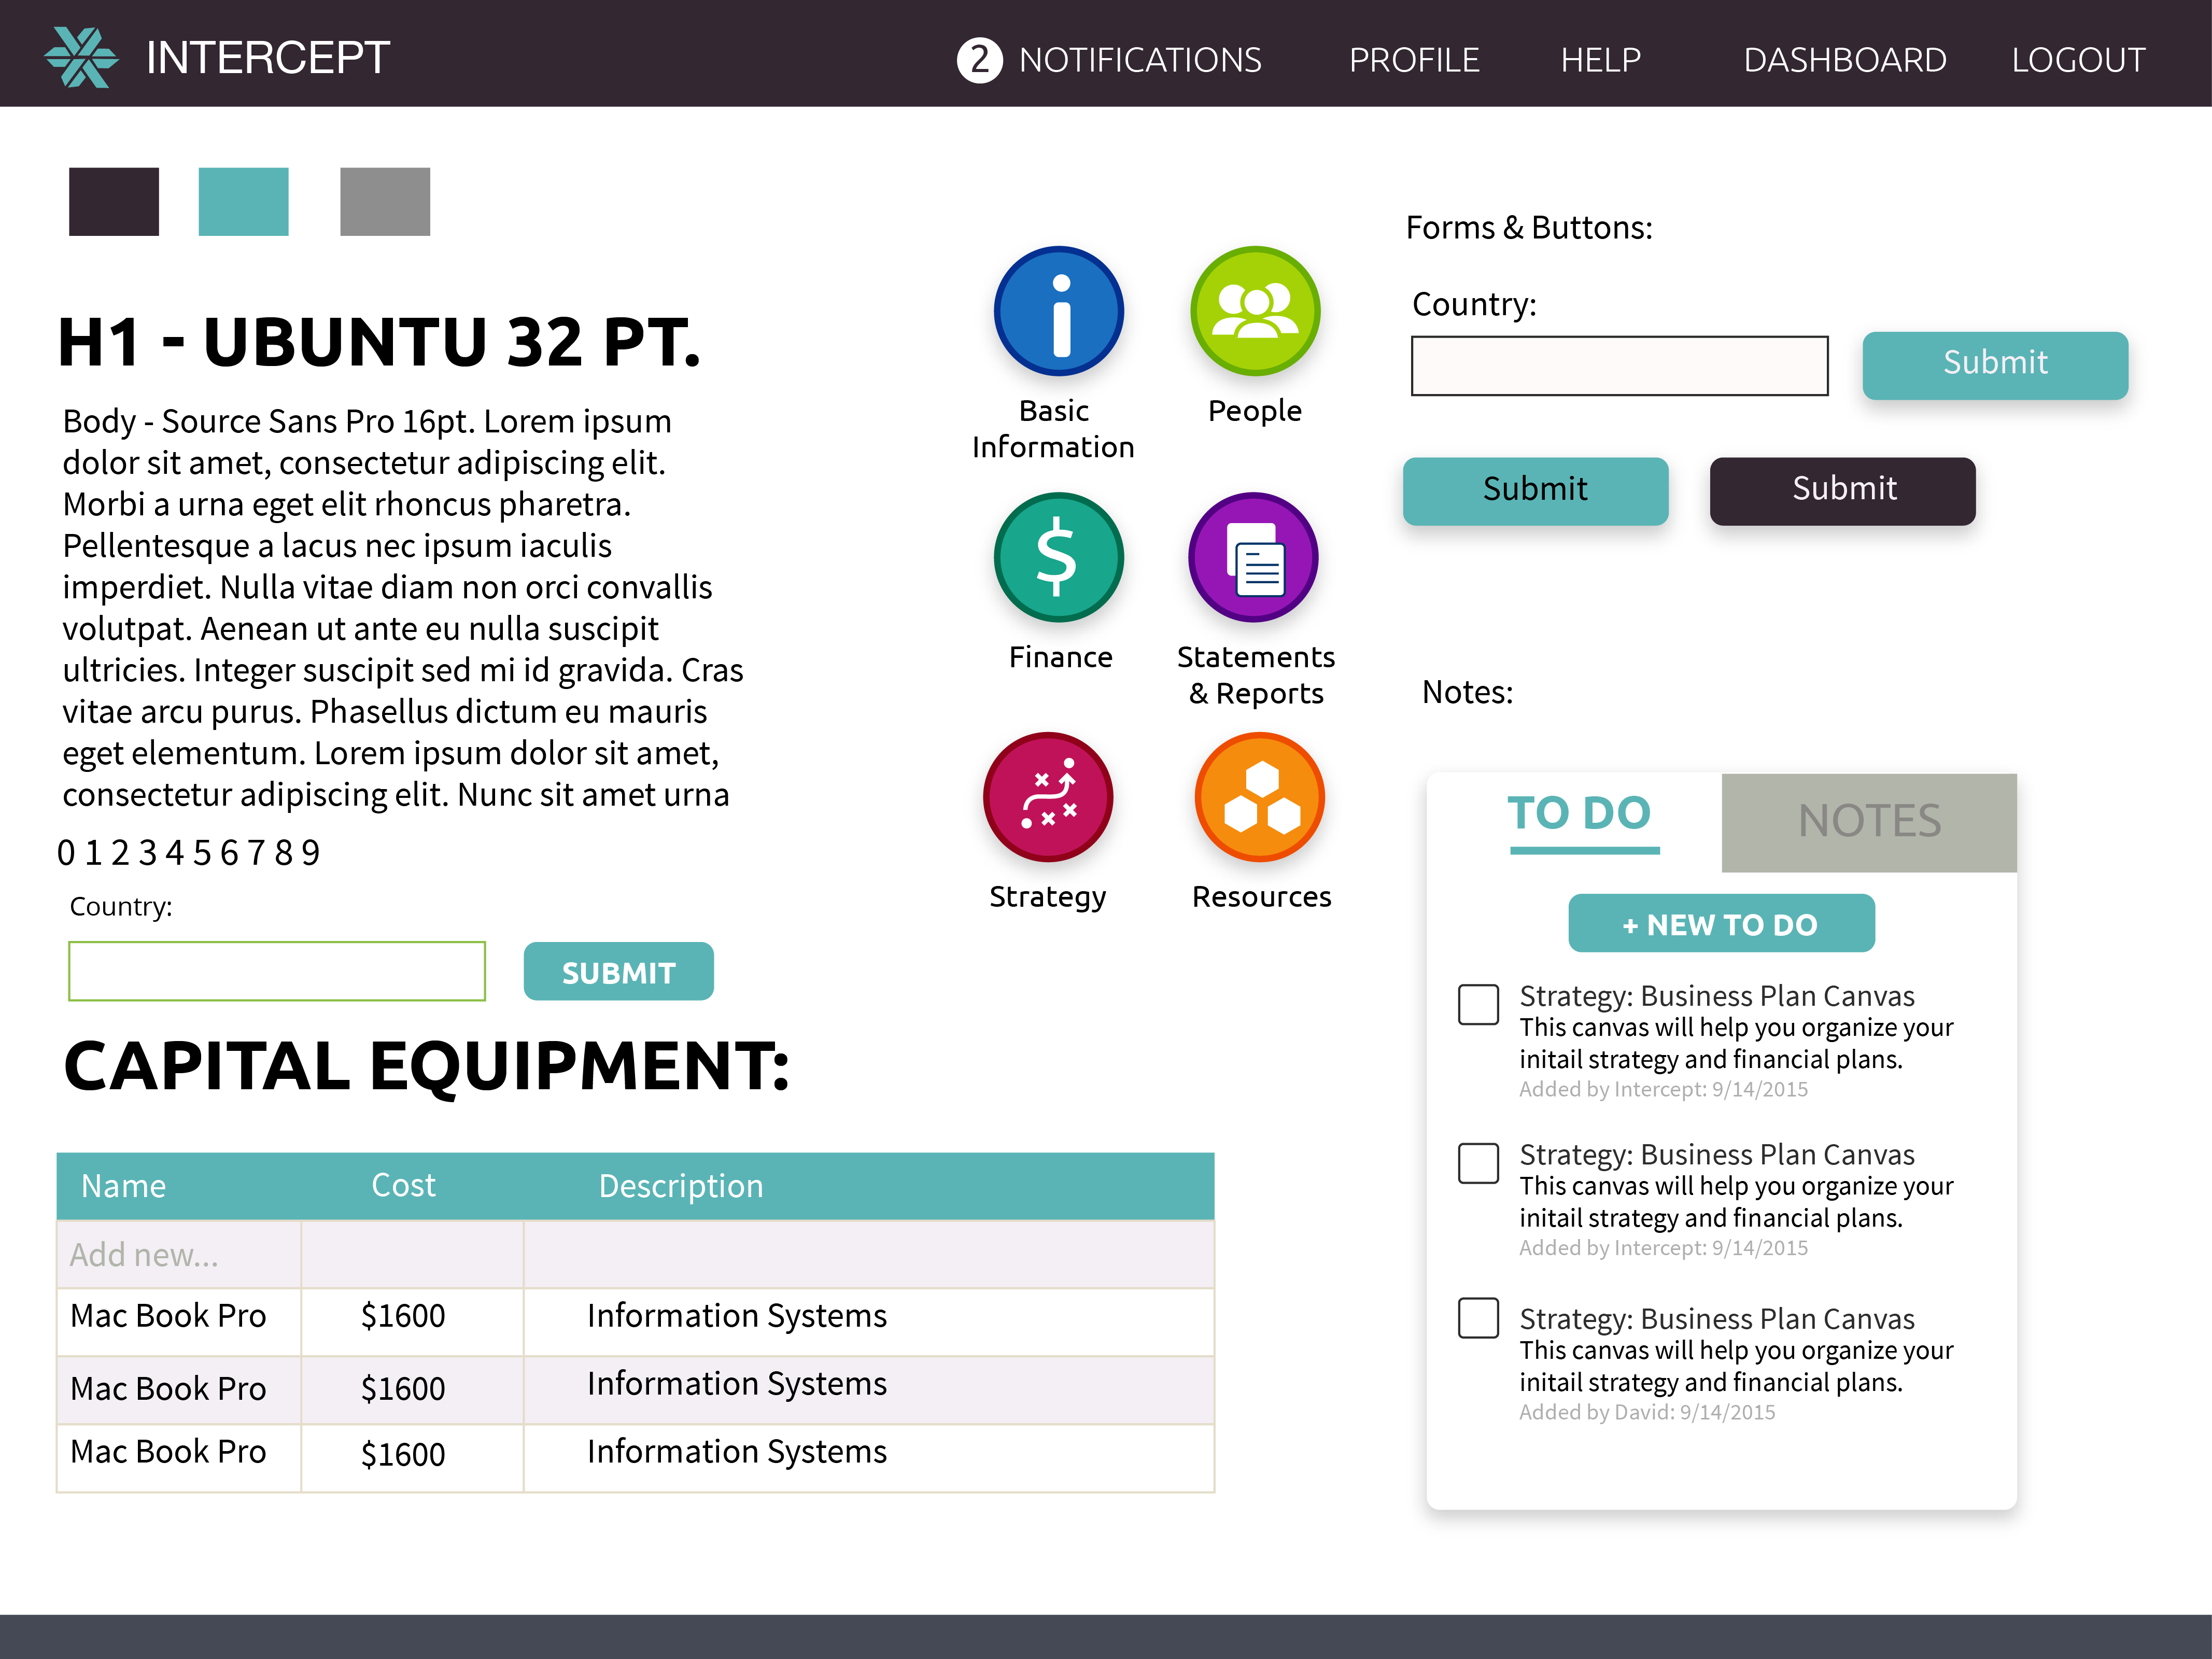 INTERCEPT
2 NOTIFICATIONS PROFILE HELP DASHBOARD LOGOUT
H1 - UBUNTU 32 PT.
Body - Source Sans Pro 16pt. Lorem ipsum
dolor sit amet, consectetur adipiscing elit.
Morbi a urna eget elit rhoncus pharetra.
Pellentesque a lacus nec ipsum iaculis
imperdiet. Nulla vitae diam non orci convallis
volutpat. Aenean ut ante eu nulla suscipit
ultricies. Integer suscipit sed mi id gravida. Cras
vitae arcu purus. Phasellus dictum eu mauris
eget elementum. Lorem ipsum dolor sit amet,
consectetur adipiscing elit. Nunc sit amet urna
0 1 2 3 4 5 6 7 8 9
Country:
SUBMIT
Basic
Information
People
Finance
Statements
& Reports
Strategy
Resources
Forms & Buttons:
Country:
Submit
Submit
Submit
Notes:
TO DO
NOTES
+ NEW TO DO
Strategy: Business Plan Canvas
This canvas will help you organize your
initail strategy and financial plans.
Added by Intercept: 9/14/2015
Strategy: Business Plan Canvas
This canvas will help you organize your
initail strategy and financial plans.
Added by Intercept: 9/14/2015
Strategy: Business Plan Canvas
This canvas will help you organize your
initail strategy and financial plans.
Added by David: 9/14/2015
CAPITAL EQUIPMENT:
Name Cost Description
Add new...
Mac Book Pro $1600 Information Systems
Mac Book Pro $1600 Information Systems
Mac Book Pro $1600 Information Systems